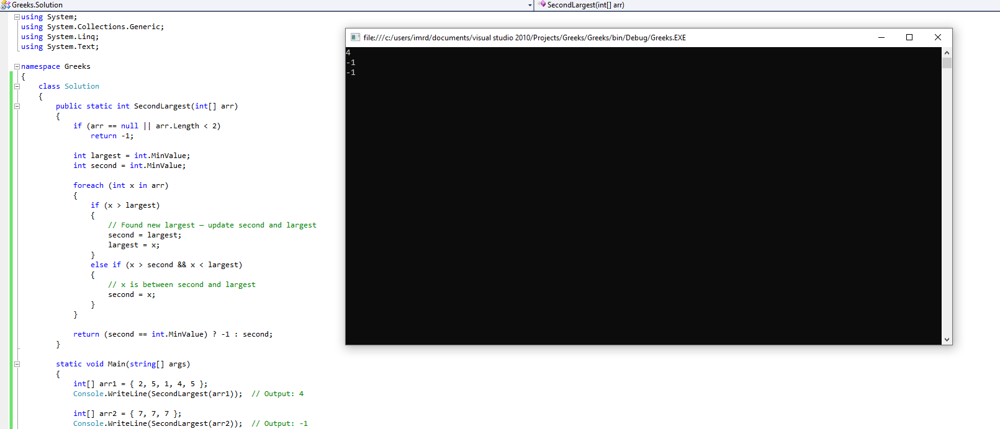 Greeks.Solution
SecondLargest(int[] arr)
using System;
using System.Collections.Generic;
using System.Linq;
using System.Text;
namespace Greeks
{
class Solution
{
public static int SecondLargest(int[] arr)
{
if (arr == null || arr.Length < 2)
return -1;
int largest = int.MinValue;
int second = int.MinValue;
foreach (int x in arr)
{
if (x > largest)
{
// Found new largest — update second and largest
second = largest;
largest = x;
}
else if (x > second && x < largest)
{
// x is between second and largest
second = x;
}
}
return (second == int.MinValue) ? -1 : second;
}
static void Main(string[] args)
{
int[] arr1 = { 2, 5, 1, 4, 5 };
Console.WriteLine(SecondLargest(arr1));  // Output: 4
int[] arr2 = { 7, 7, 7 };
Console.WriteLine(SecondLargest(arr2));  // Output: -1
file:///c:/users/imrd/documents/visual studio 2010/Projects/Greeks/Greeks/bin/Debug/Greeks.EXE
4
-1
-1